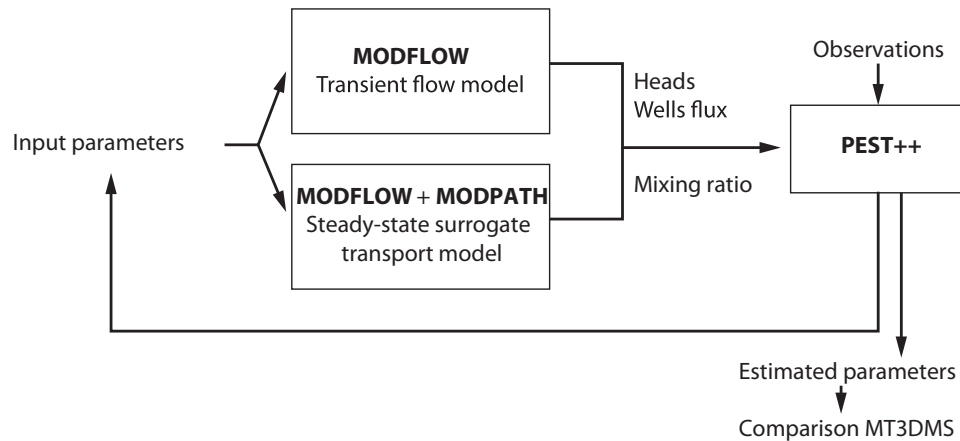 Input parameters
MODFLOW
Transient flow model
MODFLOW + MODPATH
Steady-state surrogate
transport model
Heads
Wells flux
Mixing ratio
Observations
PEST++
Estimated parameters
Comparison MT3DMS